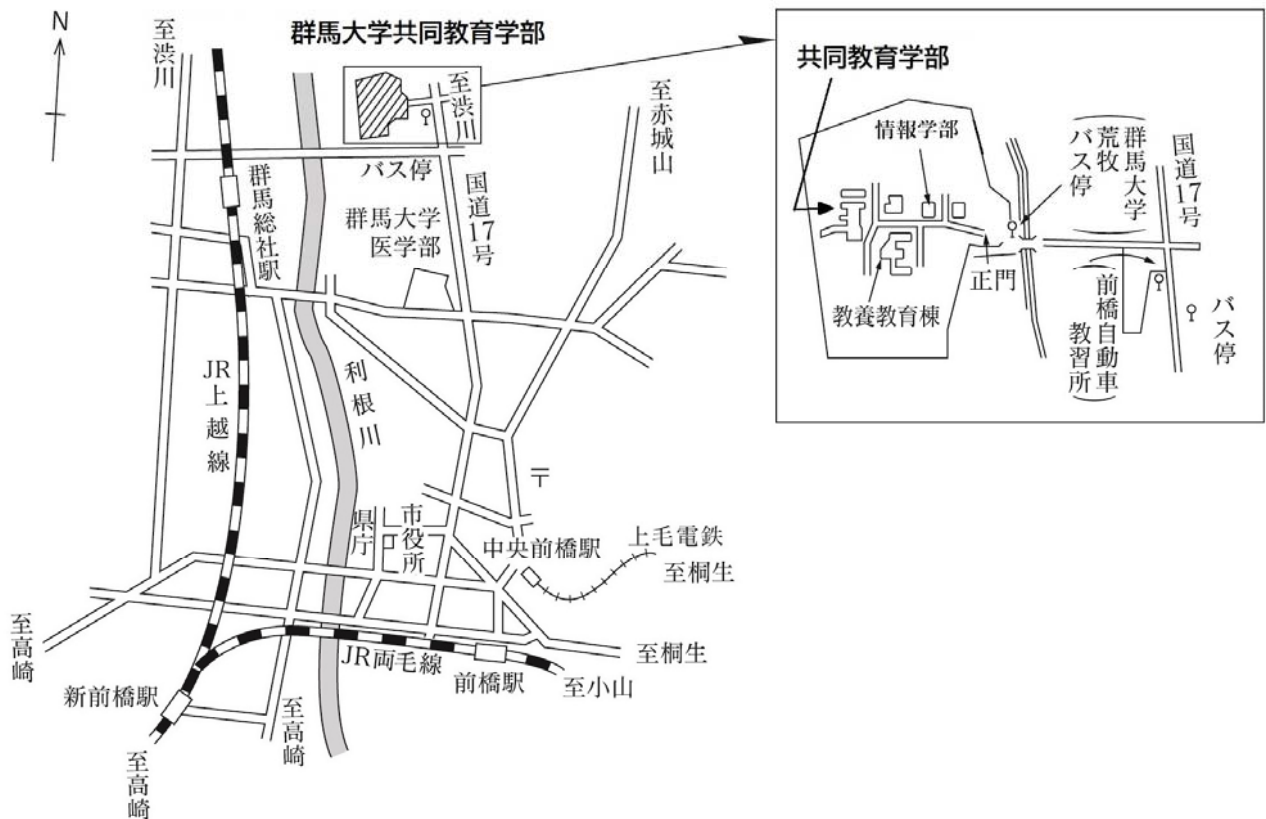 N
至渋川
群馬大学共同教育学部
至渋川
至赤城山
バス停
国道17号
群馬総社駅
群馬大学
医学部
JR上越線
利根川
〒
県庁
市役所
中央前橋駅
上毛電鉄
至桐生
至高崎
JR両毛線
前橋駅
至桐生
至小山
新前橋駅
至高崎
至高崎
共同教育学部
情報学部
教養教育棟
正門
群馬大学
荒牧
バス停
国道17号
前橋自動車
教習所
バス停